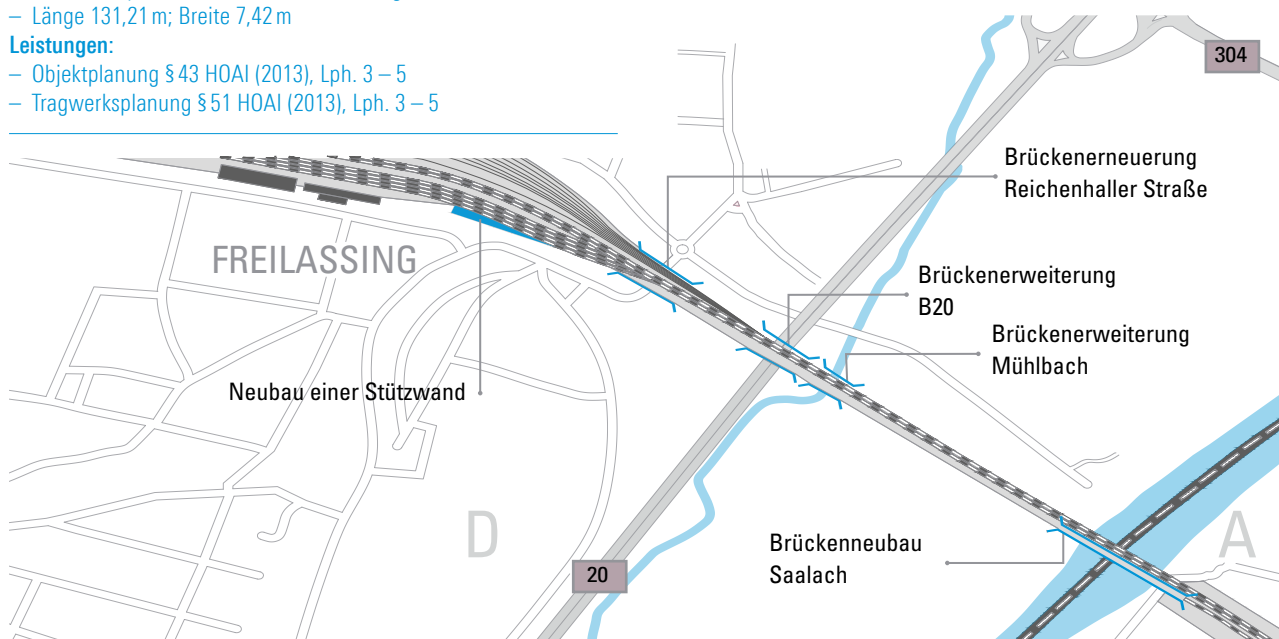 – Länge 131,21 m; Breite 7,42 m
Leistungen:
– Objektplanung § 43 HOAI (2013), Lph. 3 – 5
– Tragwerksplanung § 51 HOAI (2013), Lph. 3 – 5
304
Brückenerneuerung
Reichenhaller Straße
FREILASSING
Brückenerweiterung
B20
Brückenerweiterung
Mühlbach
Neubau einer Stützwand
D
A
Brückenneubau
Saalach
20